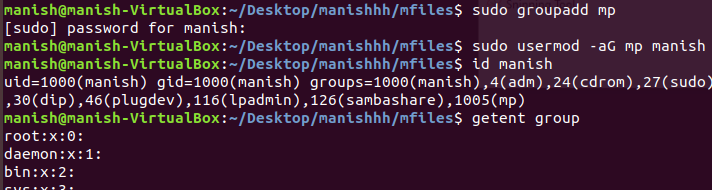 manish@manish-VirtualBox:~/Desktop/manishhh/mfiles$ sudo groupadd mp
[sudo] password for manish:
manish@manish-VirtualBox:~/Desktop/manishhh/mfiles$ sudo usermod -aG mp manish
manish@manish-VirtualBox:~/Desktop/manishhh/mfiles$ id manish
uid=1000(manish) gid=1000(manish) groups=1000(manish),4(adm),24(cdrom),27(sudo)
,30(dip),46(plugdev),116(lpadmin),126(sambashare),1005(mp)
manish@manish-VirtualBox:~/Desktop/manishhh/mfiles$ getent group
root:x:0:
daemon:x:1:
bin:x:2:
sys:x:3: